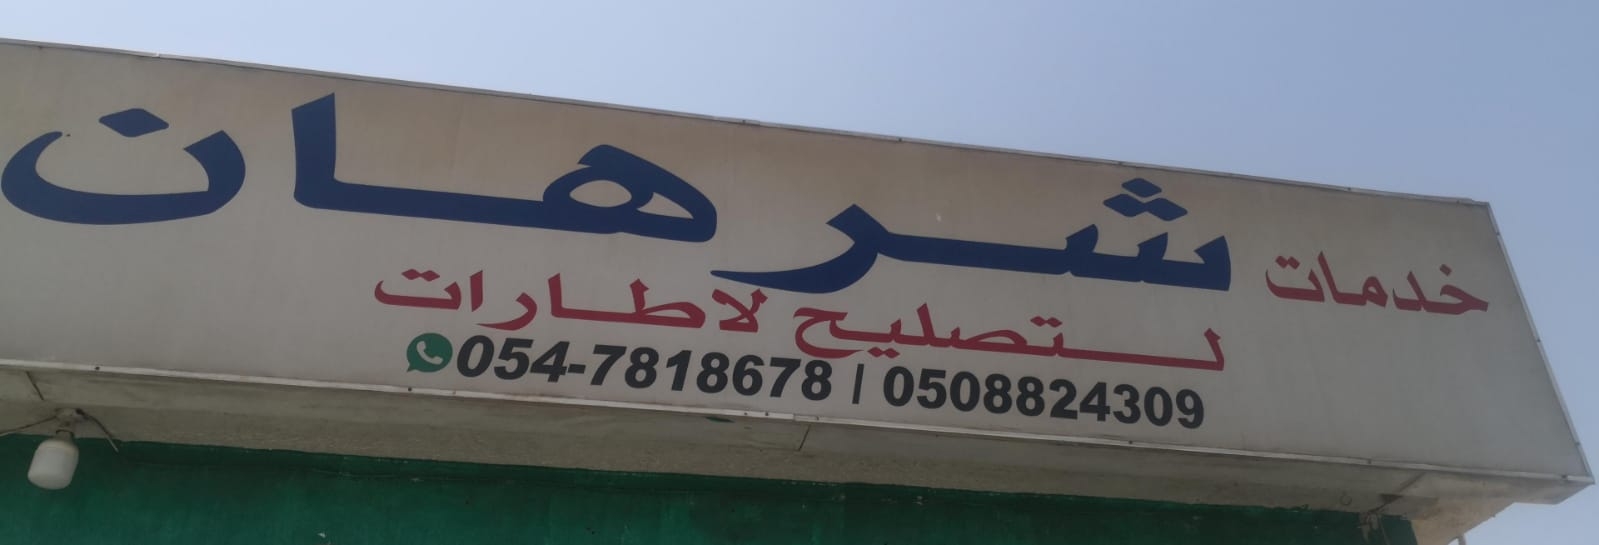 خدمات شرهان
لتصليح لاطارات
054-7818678 / 0508824309